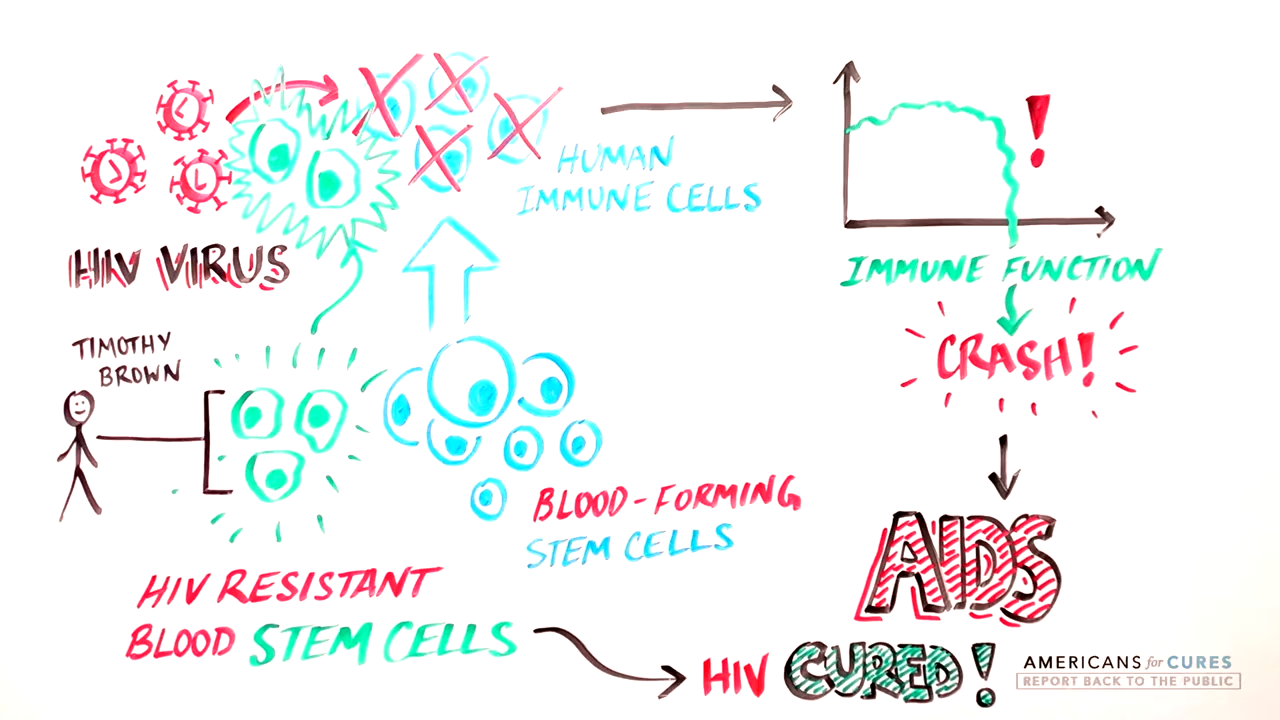 HUMAN
IMMUNE CELLS
HIV VIRUS
IMMUNE FUNCTION
CRASH!
TIMOTHY
BROWN
BLOOD-FORMING
STEM CELLS
AIDS
HIV RESISTANT
BLOOD STEM CELLS
HIV CURED!
AMERICANS for CURES
REPORT BACK TO THE PUBLIC